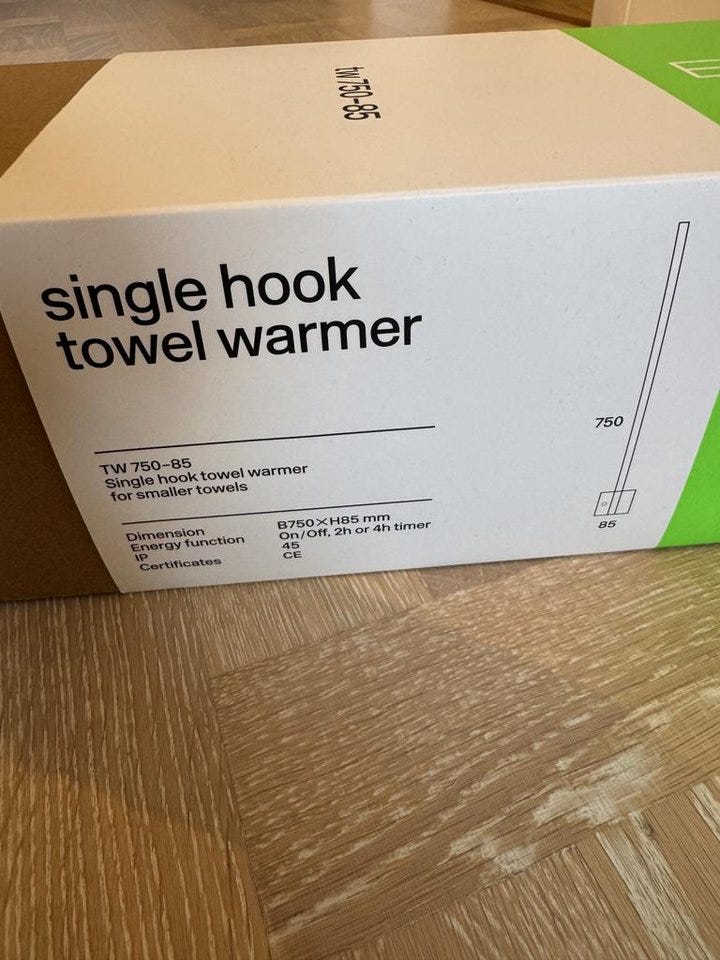 tw750-85
single hook
towel warmer
TW 750-85
Single hook towel warmer
for smaller towels
Dimension B750×H85 mm
Energy function On/Off, 2h or 4h timer
IP 45
Certificates CE
750
85